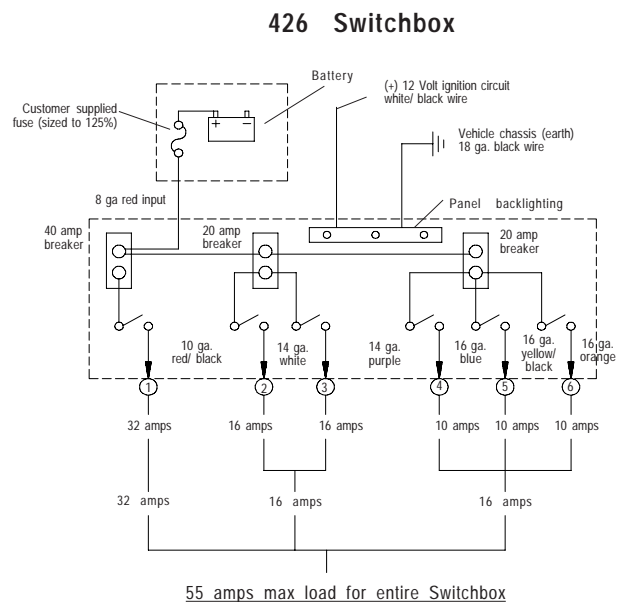 426 Switchbox
Battery
(+) 12 Volt ignition circuit
white/ black wire
Customer supplied
fuse (sized to 125%)
+ −
Vehicle chassis (earth)
18 ga. black wire
8 ga red input
Panel backlighting
40 amp
breaker
20 amp
breaker
20 amp
breaker
10 ga.
red/ black
14 ga.
white
14 ga.
purple
16 ga.
blue
16 ga.
yellow/
black
16 ga.
orange
1 2 3 4 5 6
32 amps 16 amps 16 amps 10 amps 10 amps 10 amps
32 amps 16 amps 16 amps
55 amps max load for entire Switchbox